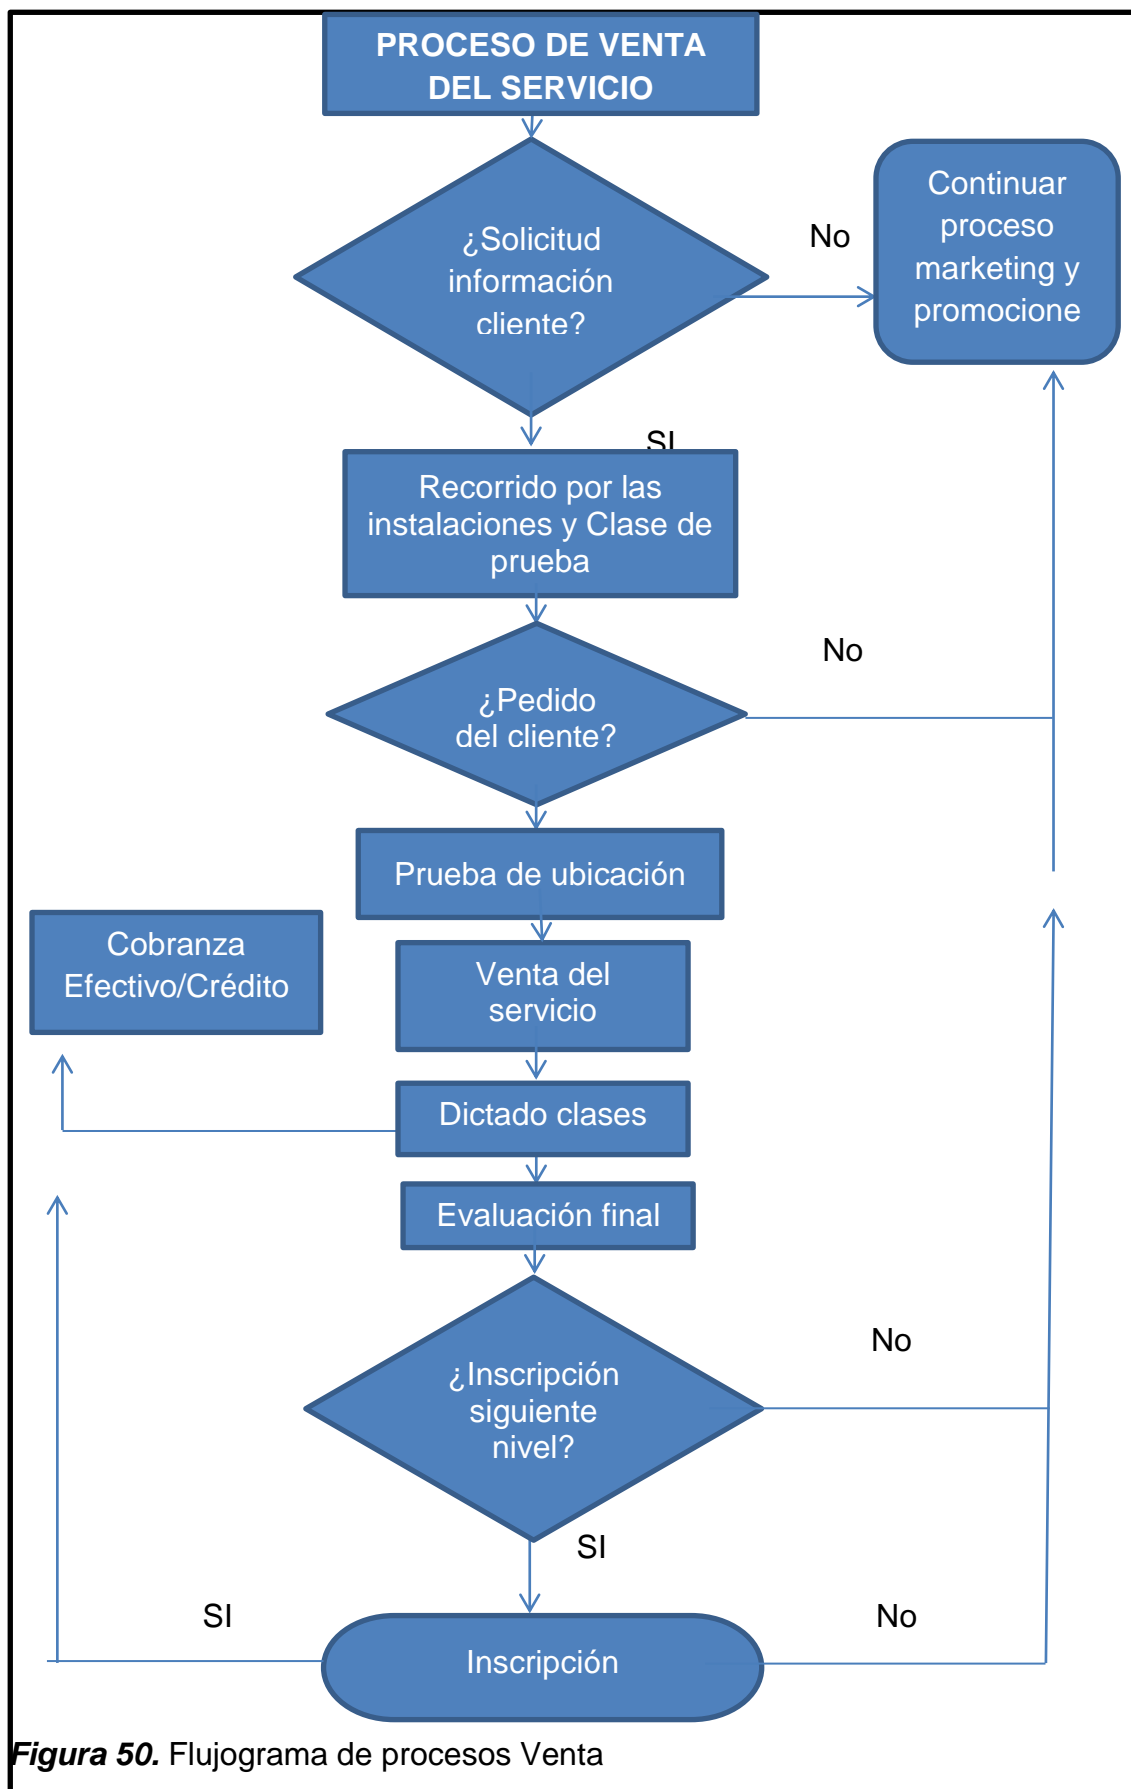 PROCESO DE VENTA
DEL SERVICIO
¿Solicitud
información
cliente?
No
Continuar
proceso
marketing y
promocione
SI
Recorrido por las
instalaciones y Clase de
prueba
¿Pedido
del cliente?
No
Prueba de ubicación
Cobranza
Efectivo/Crédito
Venta del
servicio
Dictado clases
Evaluación final
¿Inscripción
siguiente
nivel?
No
SI
SI
Inscripción
No
Figura 50. Flujograma de procesos Venta